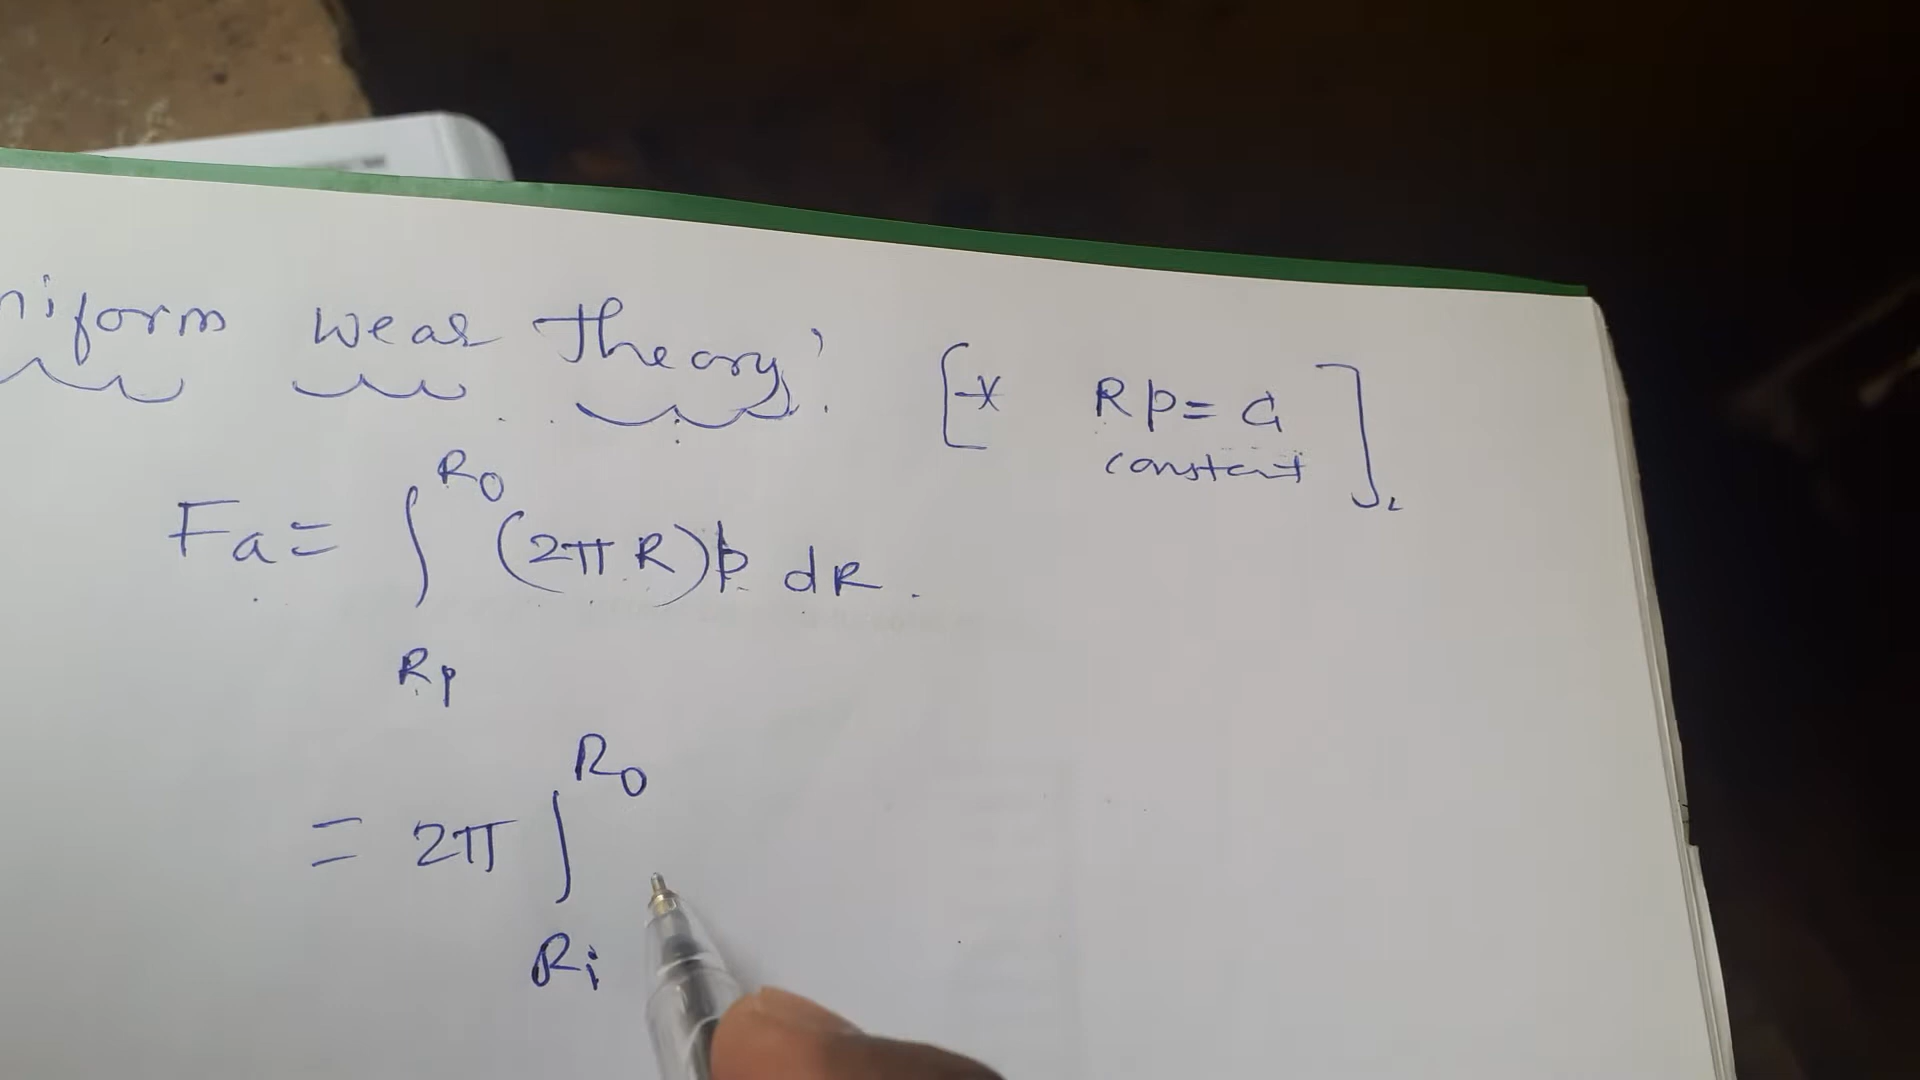 niform wear Theory' [* Rp = a
constant ]
Fa = ∫ Ro (2πR) p dR.
Rp
= 2π ∫ Ro
Ri